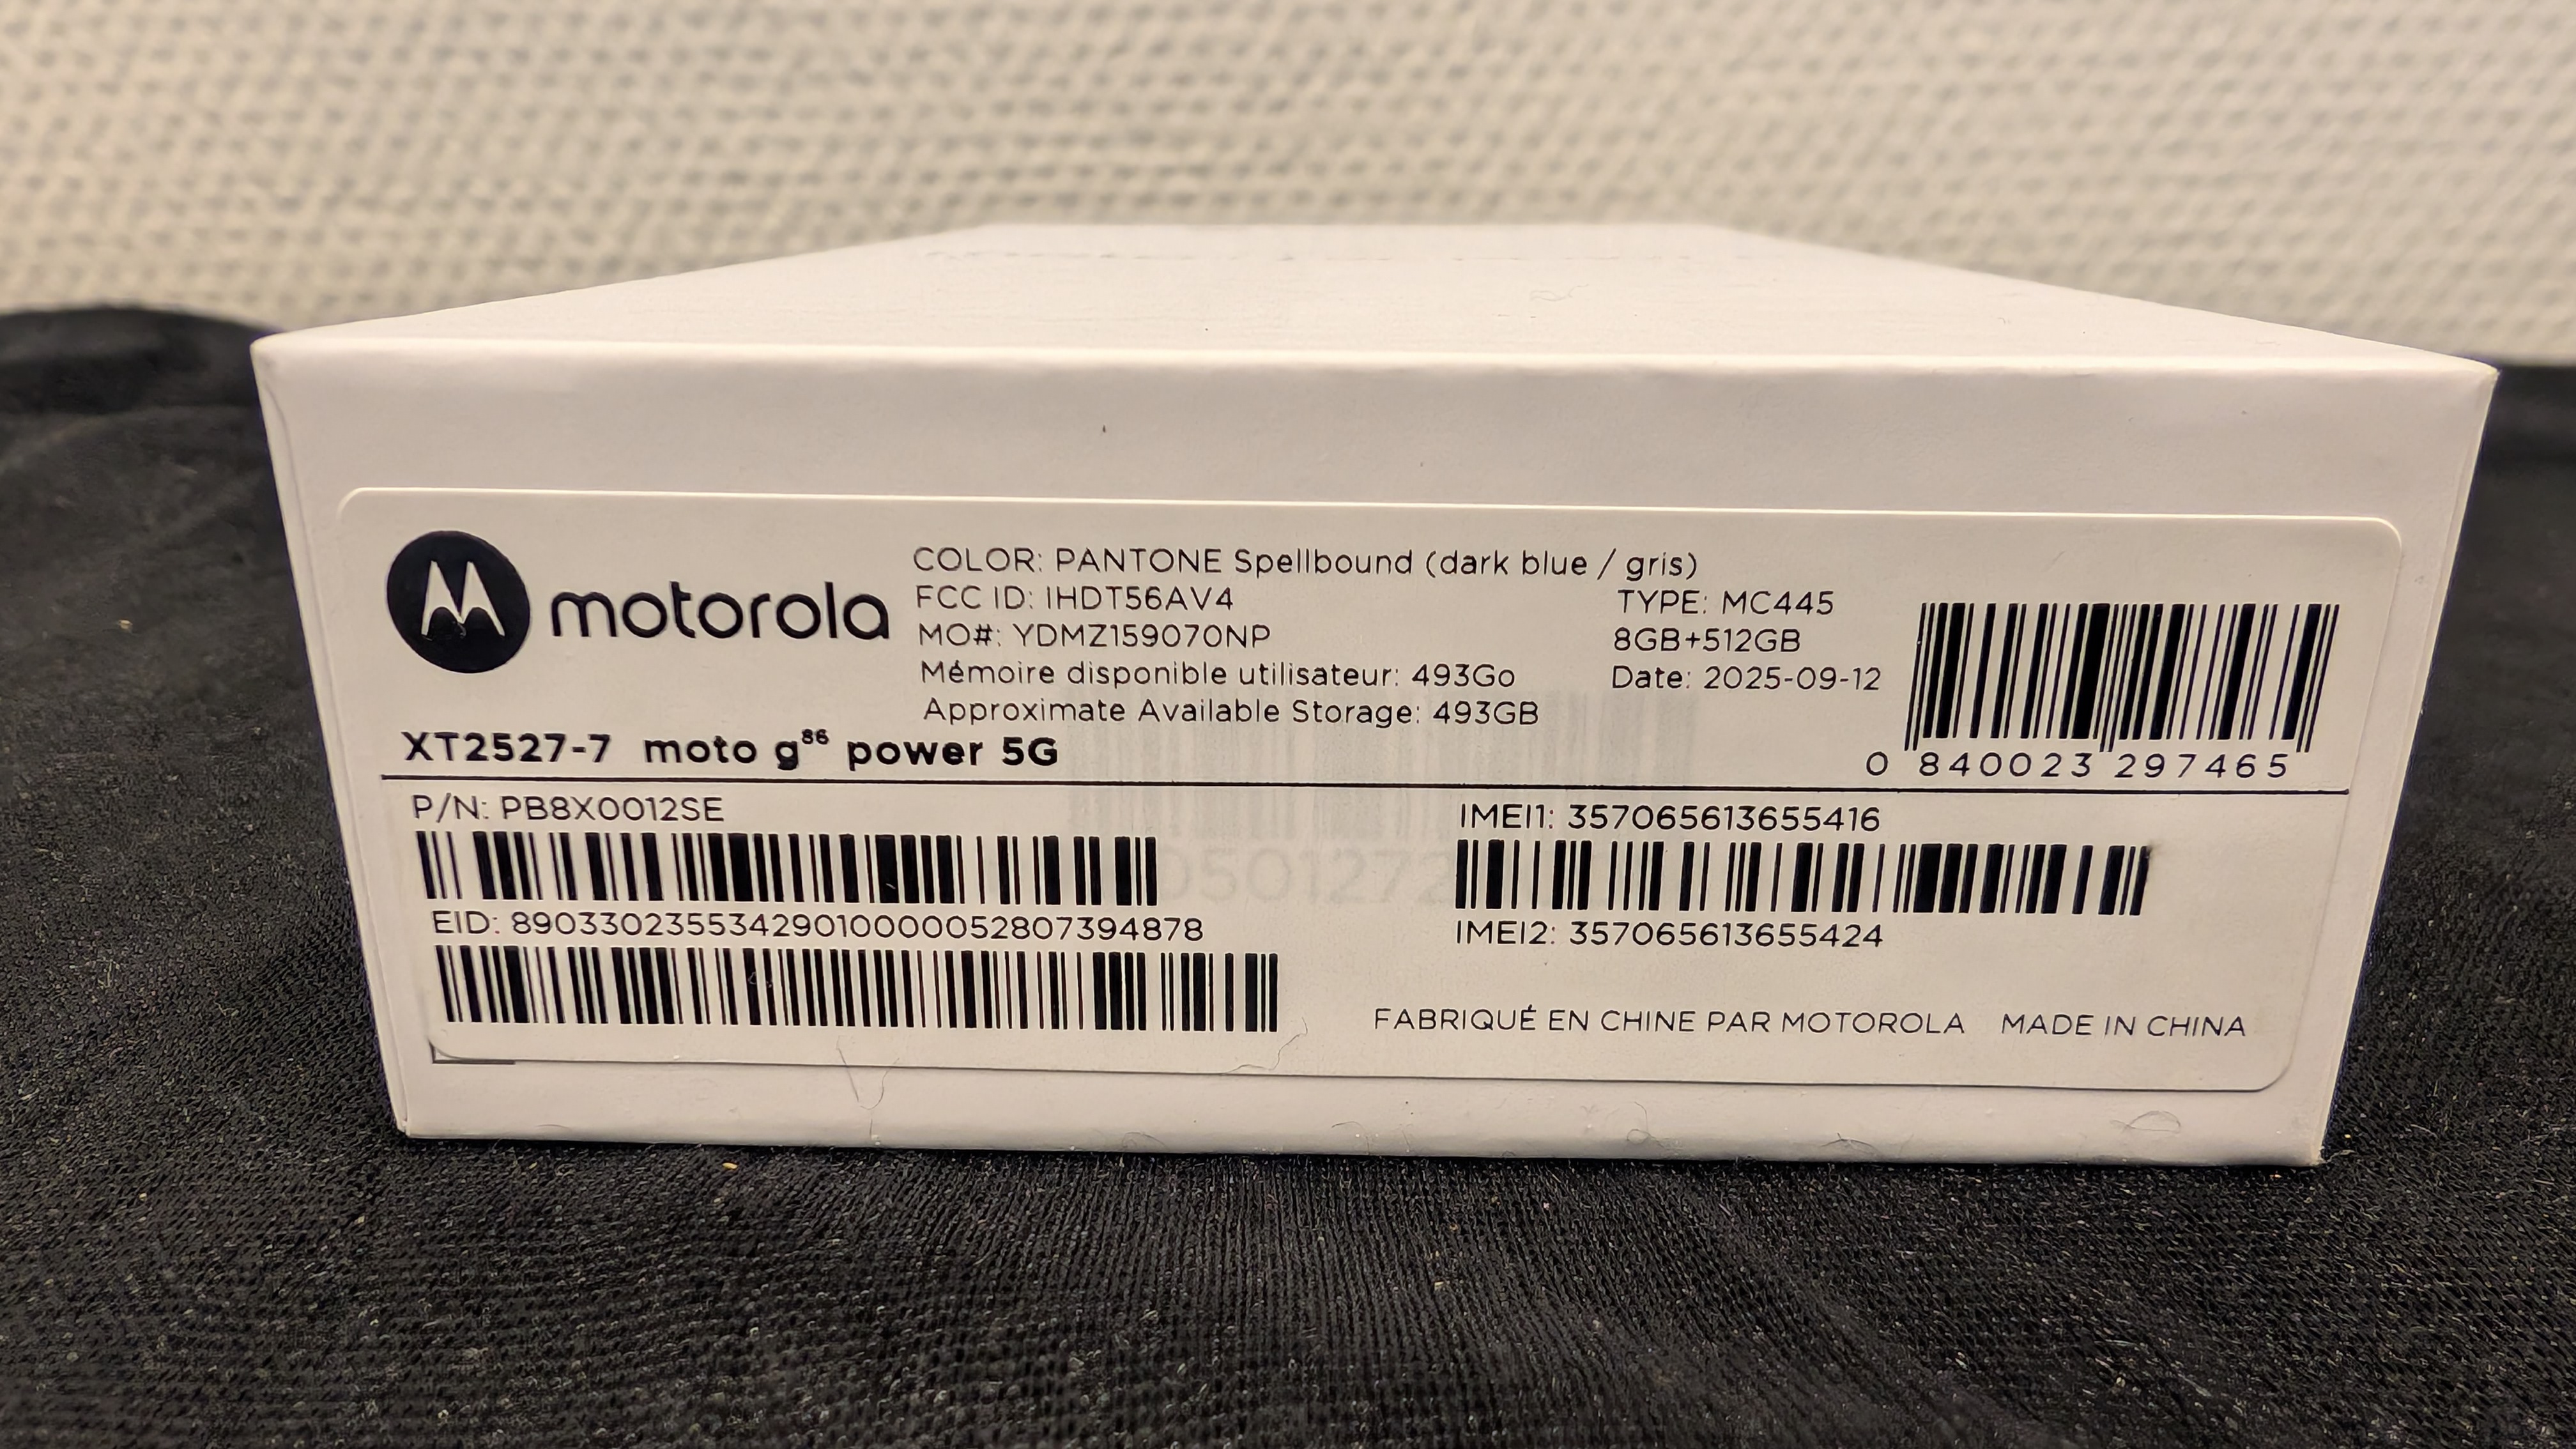 motorola
COLOR: PANTONE Spellbound (dark blue / gris)
FCC ID: IHDT56AV4
TYPE: MC445
MO#: YDMZ159070NP
8GB+512GB
Mémoire disponible utilisateur: 493Go
Date: 2025-09-12
Approximate Available Storage: 493GB
XT2527-7 moto g86 power 5G
0 840023 297465
P/N: PB8X0012SE
IMEI1: 357065613655416
EID: 89033023553429010000052807394878
IMEI2: 357065613655424
FABRIQUÉ EN CHINE PAR MOTOROLA MADE IN CHINA